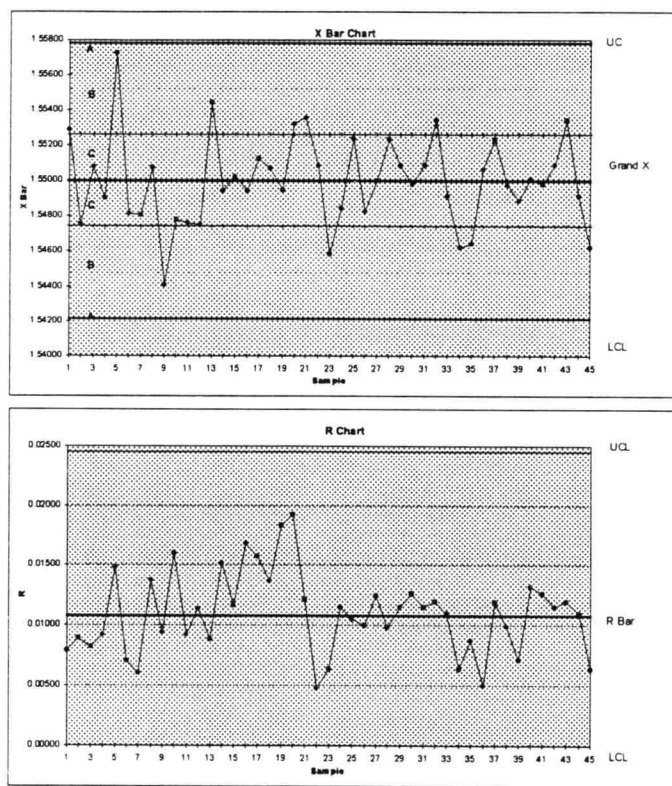 X Bar Chart
1.55800
1.55600
1.55400
1.55200
1.55000
1.54800
1.54600
1.54400
1.54200
1.54000
X Bar
A
B
C
C
B
UC
Grand X
LCL
1 3 5 7 9 11 13 15 17 19 21 23 25 27 29 31 33 35 37 39 41 43 45
Sample
R Chart
0.02500
0.02000
0.01500
0.01000
0.00500
0.00000
R
UCL
R Bar
LCL
1 3 5 7 9 11 13 15 17 19 21 23 25 27 29 31 33 35 37 39 41 43 45
Sample